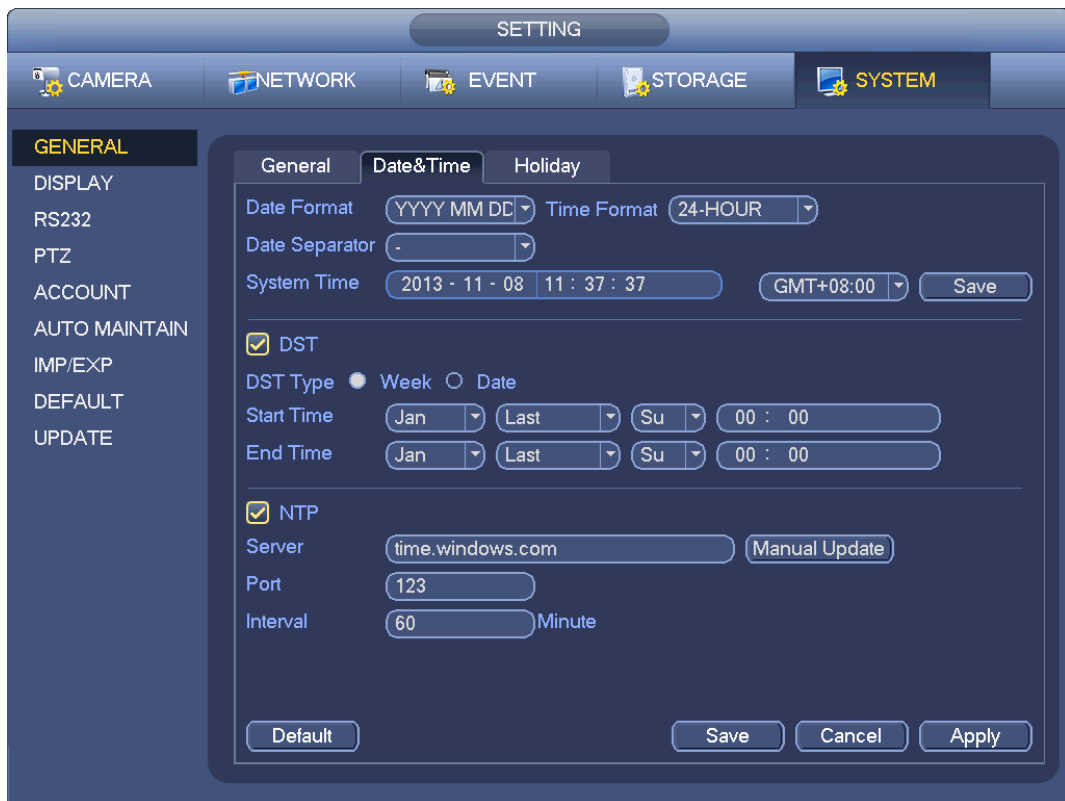 SETTING
CAMERA NETWORK EVENT STORAGE SYSTEM
GENERAL
DISPLAY
RS232
PTZ
ACCOUNT
AUTO MAINTAIN
IMP/EXP
DEFAULT
UPDATE
General Date&Time Holiday
Date Format YYYY MM DD Time Format 24-HOUR
Date Separator -
System Time 2013 - 11 - 08 11 : 37 : 37 GMT+08:00 Save
DST
DST Type Week Date
Start Time Jan Last Su 00 : 00
End Time Jan Last Su 00 : 00
NTP
Server time.windows.com Manual Update
Port 123
Interval 60 Minute
Default Save Cancel Apply